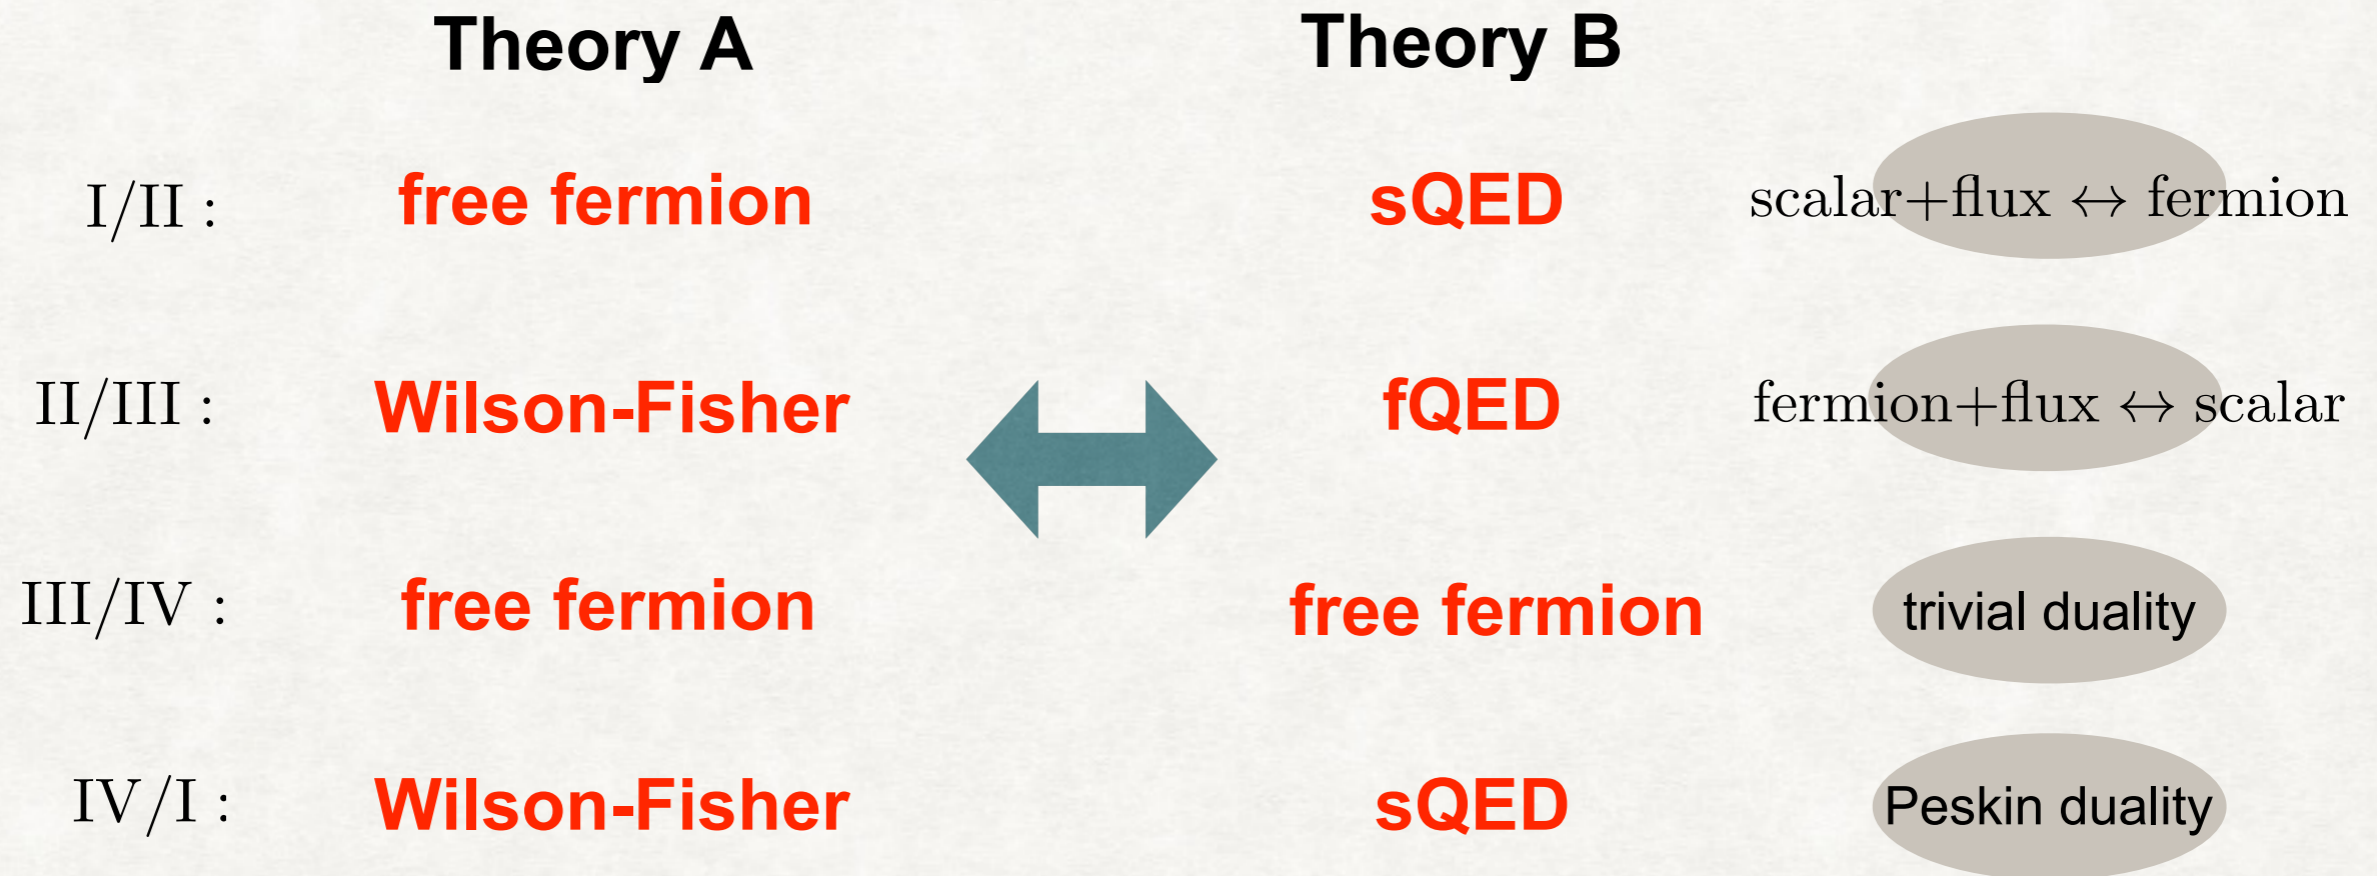 Theory A Theory B
I/II : free fermion sQED scalar+flux ↔ fermion
II/III : Wilson-Fisher fQED fermion+flux ↔ scalar
III/IV : free fermion free fermion trivial duality
IV/I : Wilson-Fisher sQED Peskin duality